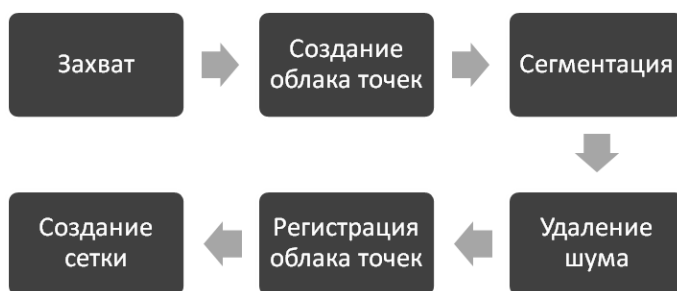 Захват
Создание
облака точек
Сегментация
Удаление
шума
Регистрация
облака точек
Создание
сетки